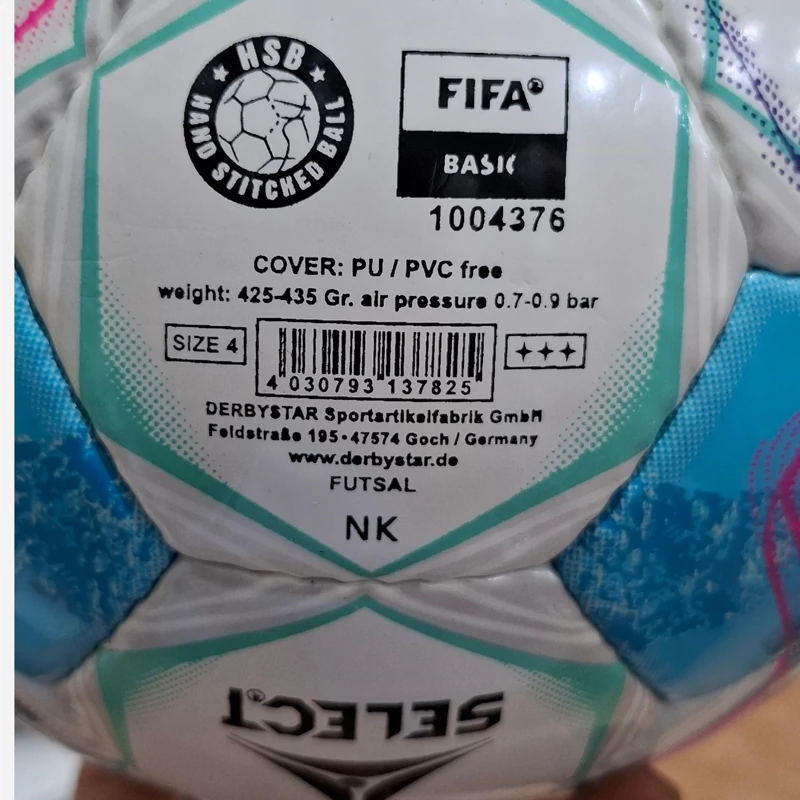 HSB
HAND STITCHED BALL
FIFA
BASIC
1004376
COVER: PU / PVC free
weight: 425-435 Gr. air pressure 0.7-0.9 bar
SIZE 4
4 030793 137825
DERBYSTAR Sportartikelfabrik GmbH
Feldstraße 195·47574 Goch / Germany
www.derbystar.de
FUTSAL
NK
SELECT